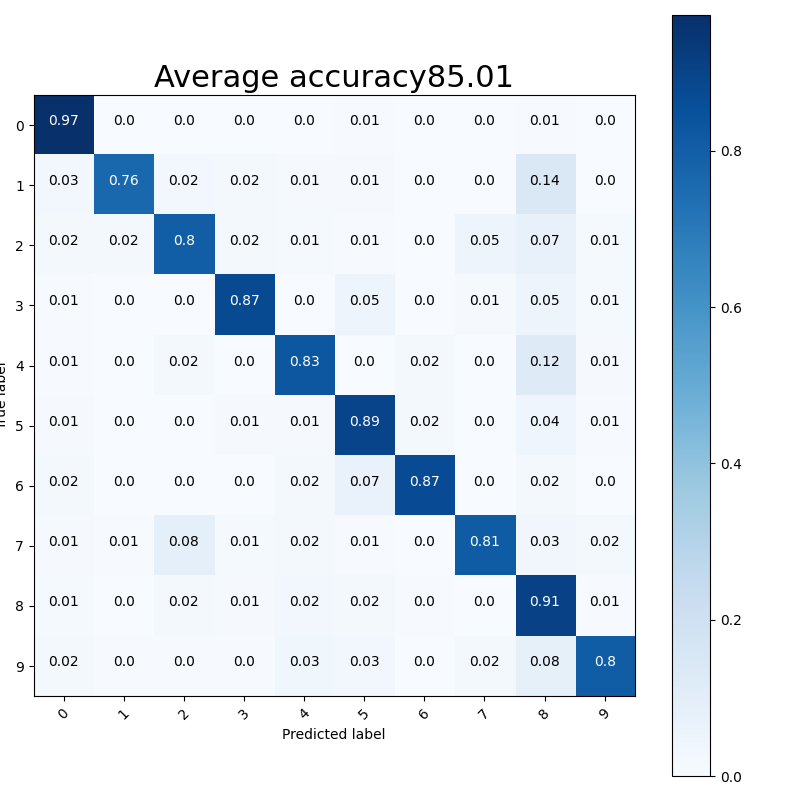 Average accuracy85.01
0 0.97 0.0 0.0 0.0 0.0 0.01 0.0 0.0 0.01 0.0
1 0.03 0.76 0.02 0.02 0.01 0.01 0.0 0.0 0.14 0.0
2 0.02 0.02 0.8 0.02 0.01 0.01 0.0 0.05 0.07 0.01
3 0.01 0.0 0.0 0.87 0.0 0.05 0.0 0.01 0.05 0.01
4 0.01 0.0 0.02 0.0 0.83 0.0 0.02 0.0 0.12 0.01
5 0.01 0.0 0.0 0.01 0.01 0.89 0.02 0.0 0.04 0.01
6 0.02 0.0 0.0 0.0 0.02 0.07 0.87 0.0 0.02 0.0
7 0.01 0.01 0.08 0.01 0.02 0.01 0.0 0.81 0.03 0.02
8 0.01 0.0 0.02 0.01 0.02 0.02 0.0 0.0 0.91 0.01
9 0.02 0.0 0.0 0.0 0.03 0.03 0.0 0.02 0.08 0.8
0 1 2 3 4 5 6 7 8 9
Predicted label
label
0.8
0.6
0.4
0.2
0.0